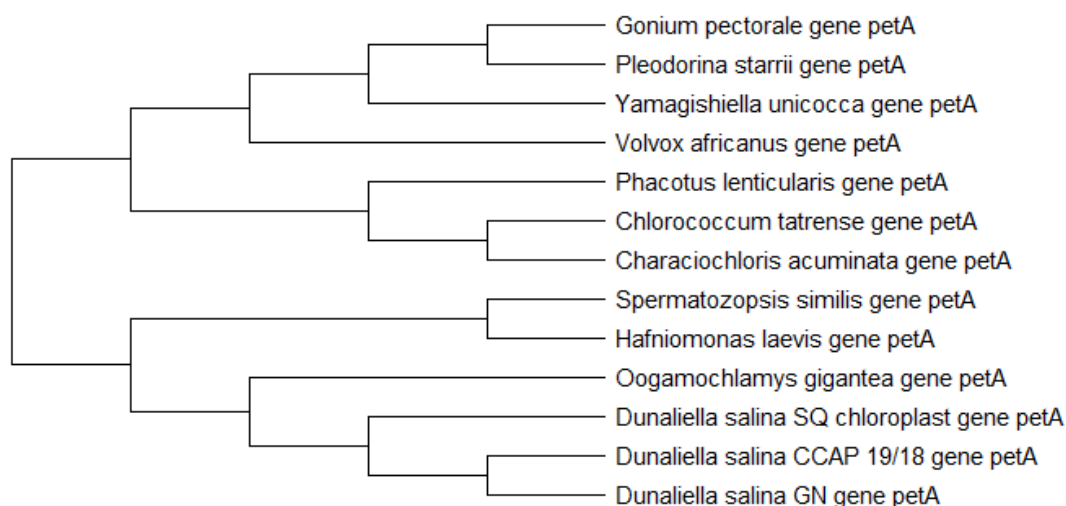 Gonium pectorale gene petA
Pleodorina starrii gene petA
Yamagishiella unicocca gene petA
Volvox africanus gene petA
Phacotus lenticularis gene petA
Chlorococcum tatrense gene petA
Characiochloris acuminata gene petA
Spermatozopsis similis gene petA
Hafniomonas laevis gene petA
Oogamochlamys gigantea gene petA
Dunaliella salina SQ chloroplast gene petA
Dunaliella salina CCAP 19/18 gene petA
Dunaliella salina GN gene petA